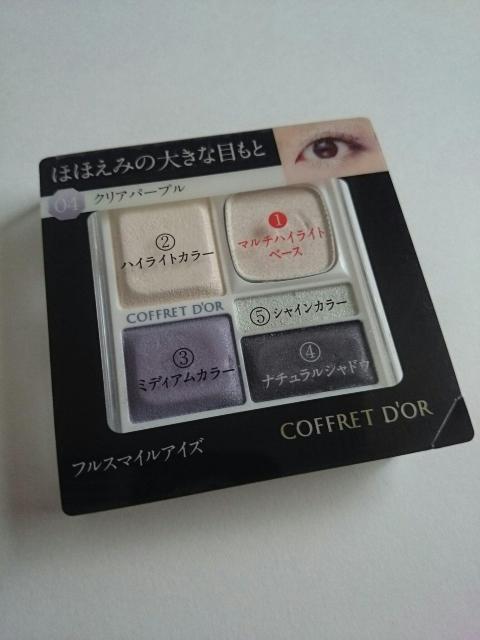 ほほえみの大きな目もと
04 クリアパープル
① マルチハイライト
ベース
②
ハイライトカラー
COFFRET D'OR
③
ミディアムカラー
④
ナチュラルシャドウ
⑤ シャインカラー
COFFRET D'OR
フルスマイルアイズ